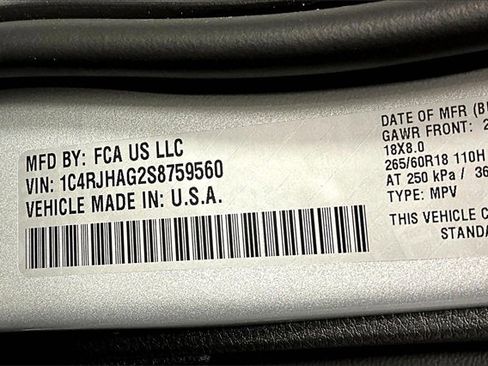 MFD BY: FCA US LLC
VIN: 1C4RJHAG2S8759560
VEHICLE MADE IN: U.S.A.
DATE OF MFR
GAWR FRONT:
18X8.0
265/60R18 110H
AT 250 kPa / 36
TYPE: MPV
THIS VEHICLE